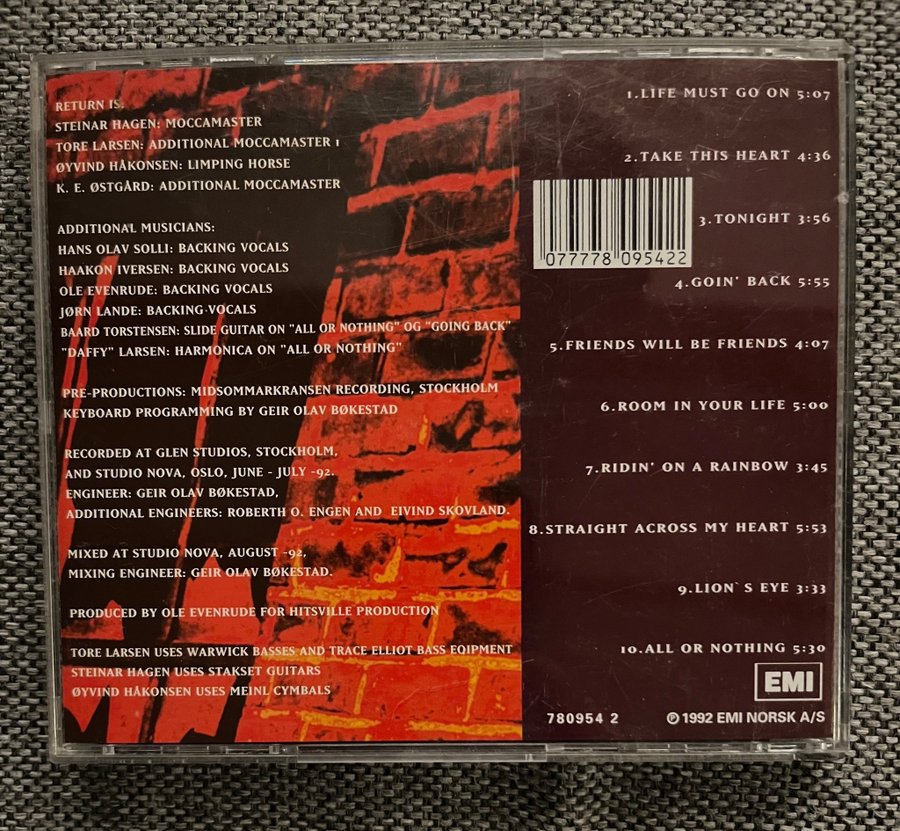 RETURN IS:
STEINAR HAGEN: MOCCAMASTER
TORE LARSEN: ADDITIONAL MOCCAMASTER 1
ØYVIND HÅKONSEN: LIMPING HORSE
K. E. ØSTGÅRD: ADDITIONAL MOCCAMASTER
ADDITIONAL MUSICIANS:
HANS OLAV SOLLI: BACKING VOCALS
HAAKON IVERSEN: BACKING VOCALS
OLE EVENRUDE: BACKING VOCALS
JØRN LANDE: BACKING VOCALS
BAARD TORSTENSEN: SLIDE GUITAR ON "ALL OR NOTHING" OG "GOING BACK"
"DAFFY" LARSEN: HARMONICA ON "ALL OR NOTHING"
PRE-PRODUCTIONS: MIDSOMMARKRANSEN RECORDING, STOCKHOLM
KEYBOARD PROGRAMMING BY GEIR OLAV BØKESTAD
RECORDED AT GLEN STUDIOS, STOCKHOLM,
AND STUDIO NOVA, OSLO, JUNE - JULY -92.
ENGINEER: GEIR OLAV BØKESTAD,
ADDITIONAL ENGINEERS: ROBERTH O. ENGEN AND EIVIND SKOVLAND.
MIXED AT STUDIO NOVA, AUGUST -92,
MIXING ENGINEER: GEIR OLAV BØKESTAD.
PRODUCED BY OLE EVENRUDE FOR HITSVILLE PRODUCTION
TORE LARSEN USES WARWICK BASSES AND TRACE ELLIOT BASS EQIPMENT
STEINAR HAGEN USES STAKSET GUITARS
ØYVIND HÅKONSEN USES MEINL CYMBALS
1.LIFE MUST GO ON 5:07
2.TAKE THIS HEART 4:36
077778 095422
3.TONIGHT 3:56
4.GOIN' BACK 5:55
5.FRIENDS WILL BE FRIENDS 4:07
6.ROOM IN YOUR LIFE 5:00
7.RIDIN' ON A RAINBOW 3:45
8.STRAIGHT ACROSS MY HEART 5:53
9.LION`S EYE 3:33
10.ALL OR NOTHING 5:30
EMI
780954 2 ℗ 1992 EMI NORSK A/S